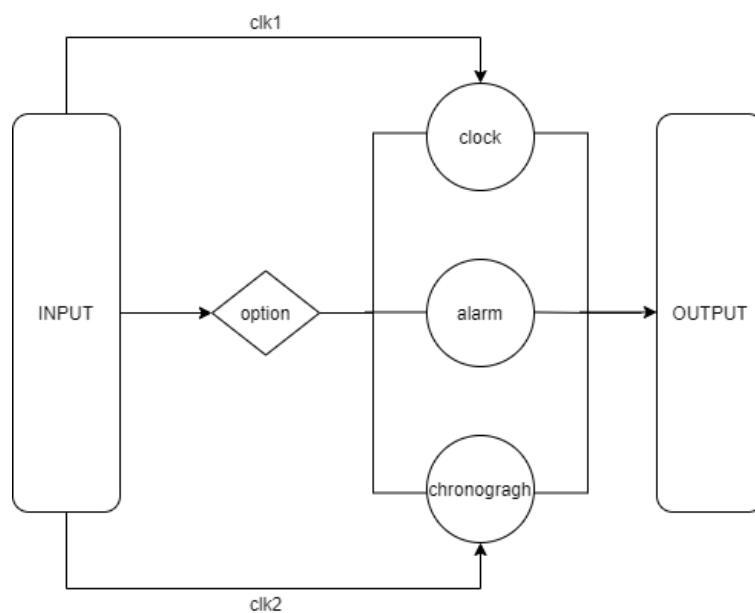 clk1
clock
INPUT
option
alarm
OUTPUT
chronogragh
clk2